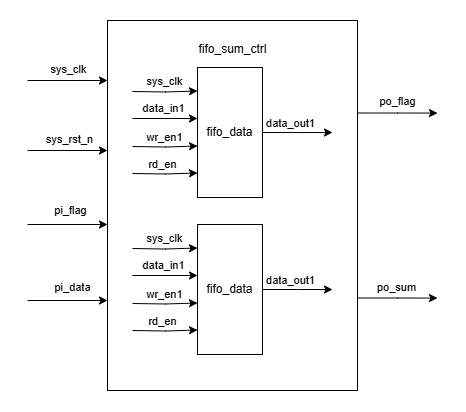 fifo_sum_ctrl
sys_clk
sys_clk
data_in1
po_flag
data_out1
fifo_data
sys_rst_n
wr_en1
rd_en
pi_flag
sys_clk
data_in1
data_out1
pi_data
fifo_data
po_sum
wr_en1
rd_en